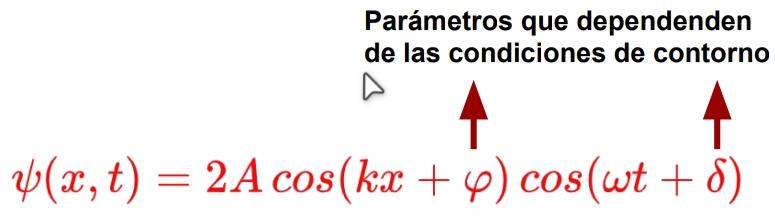 Parámetros que dependenden
de las condiciones de contorno
ψ(x, t) = 2A cos(kx + φ) cos(ωt + δ)